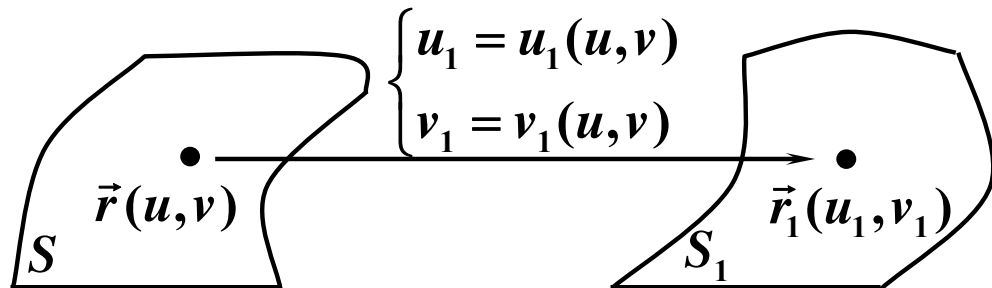 u₁ = u₁(u,v)
v₁ = v₁(u,v)
r⃗(u,v)
r⃗₁(u₁,v₁)
S
S₁